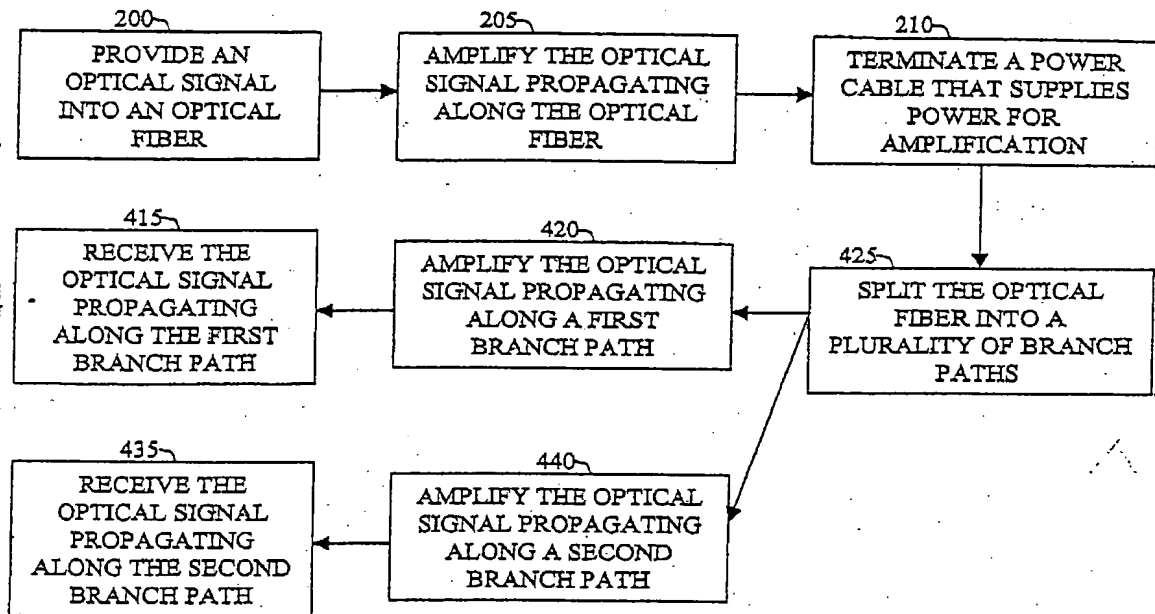 200
PROVIDE AN
OPTICAL SIGNAL
INTO AN OPTICAL
FIBER
205
AMPLIFY THE OPTICAL
SIGNAL PROPAGATING
ALONG THE OPTICAL
FIBER
210
TERMINATE A POWER
CABLE THAT SUPPLIES
POWER FOR
AMPLIFICATION
415
RECEIVE THE
OPTICAL SIGNAL
PROPAGATING
ALONG THE FIRST
BRANCH PATH
420
AMPLIFY THE OPTICAL
SIGNAL PROPAGATING
ALONG A FIRST
BRANCH PATH
425
SPLIT THE OPTICAL
FIBER INTO A
PLURALITY OF BRANCH
PATHS
435
RECEIVE THE
OPTICAL SIGNAL
PROPAGATING
ALONG THE SECOND
BRANCH PATH
440
AMPLIFY THE OPTICAL
SIGNAL PROPAGATING
ALONG A SECOND
BRANCH PATH